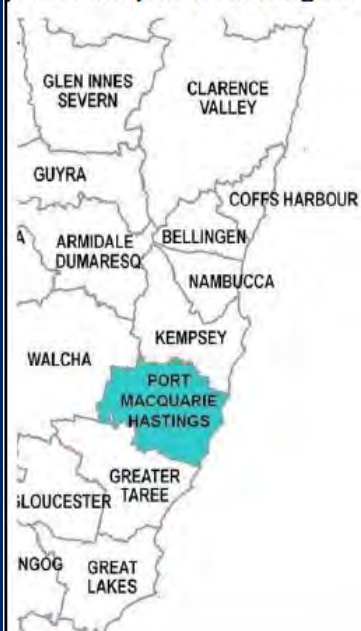 GLEN INNES
SEVERN
CLARENCE
VALLEY
GUYRA
COFFS HARBOUR
A
ARMIDALE
DUMARESQ
BELLINGEN
NAMBUCCA
KEMPSEY
WALCHA
PORT
MACQUARIE
HASTINGS
GREATER
TAREE
LOUCESTER
NGOG
GREAT
LAKES